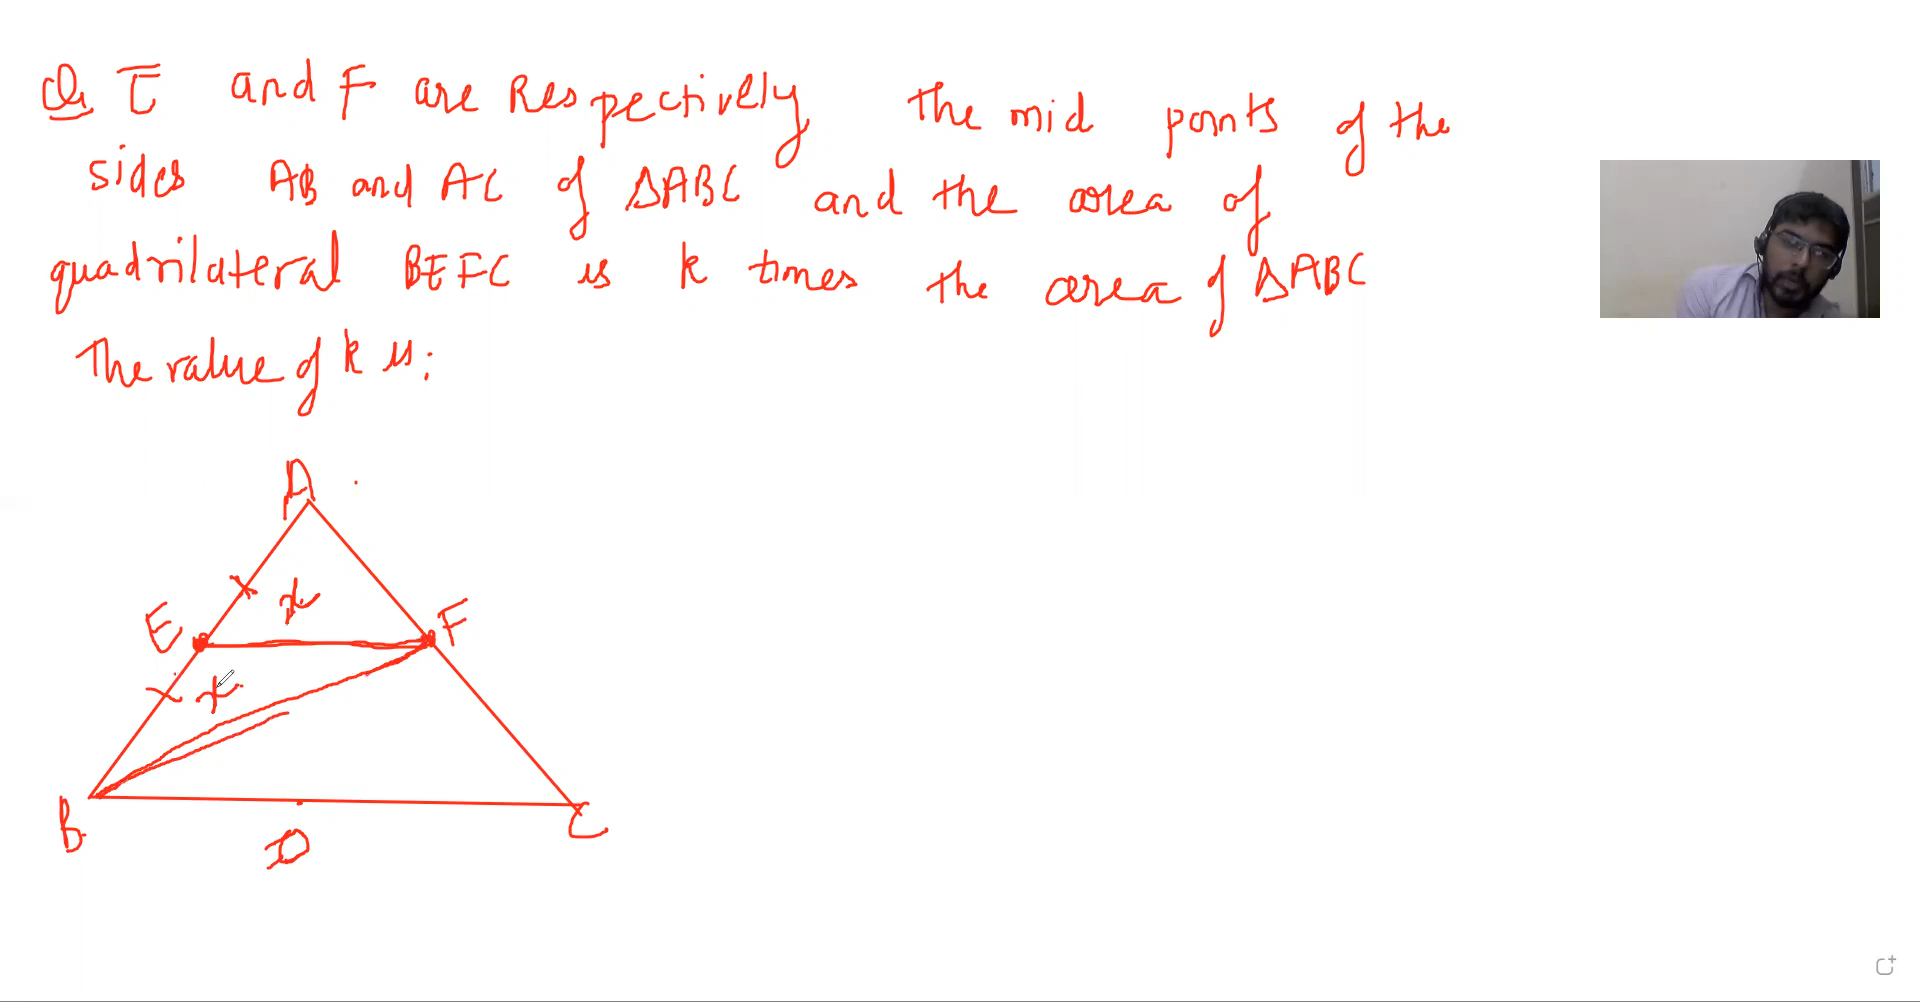 Q. E and F are Respectively the mid points of the
sides AB and AC of ΔABC and the area of
quadrilateral BEFC is k times the area of ΔABC
The value of k is:
A
x
E F
x
B C
D